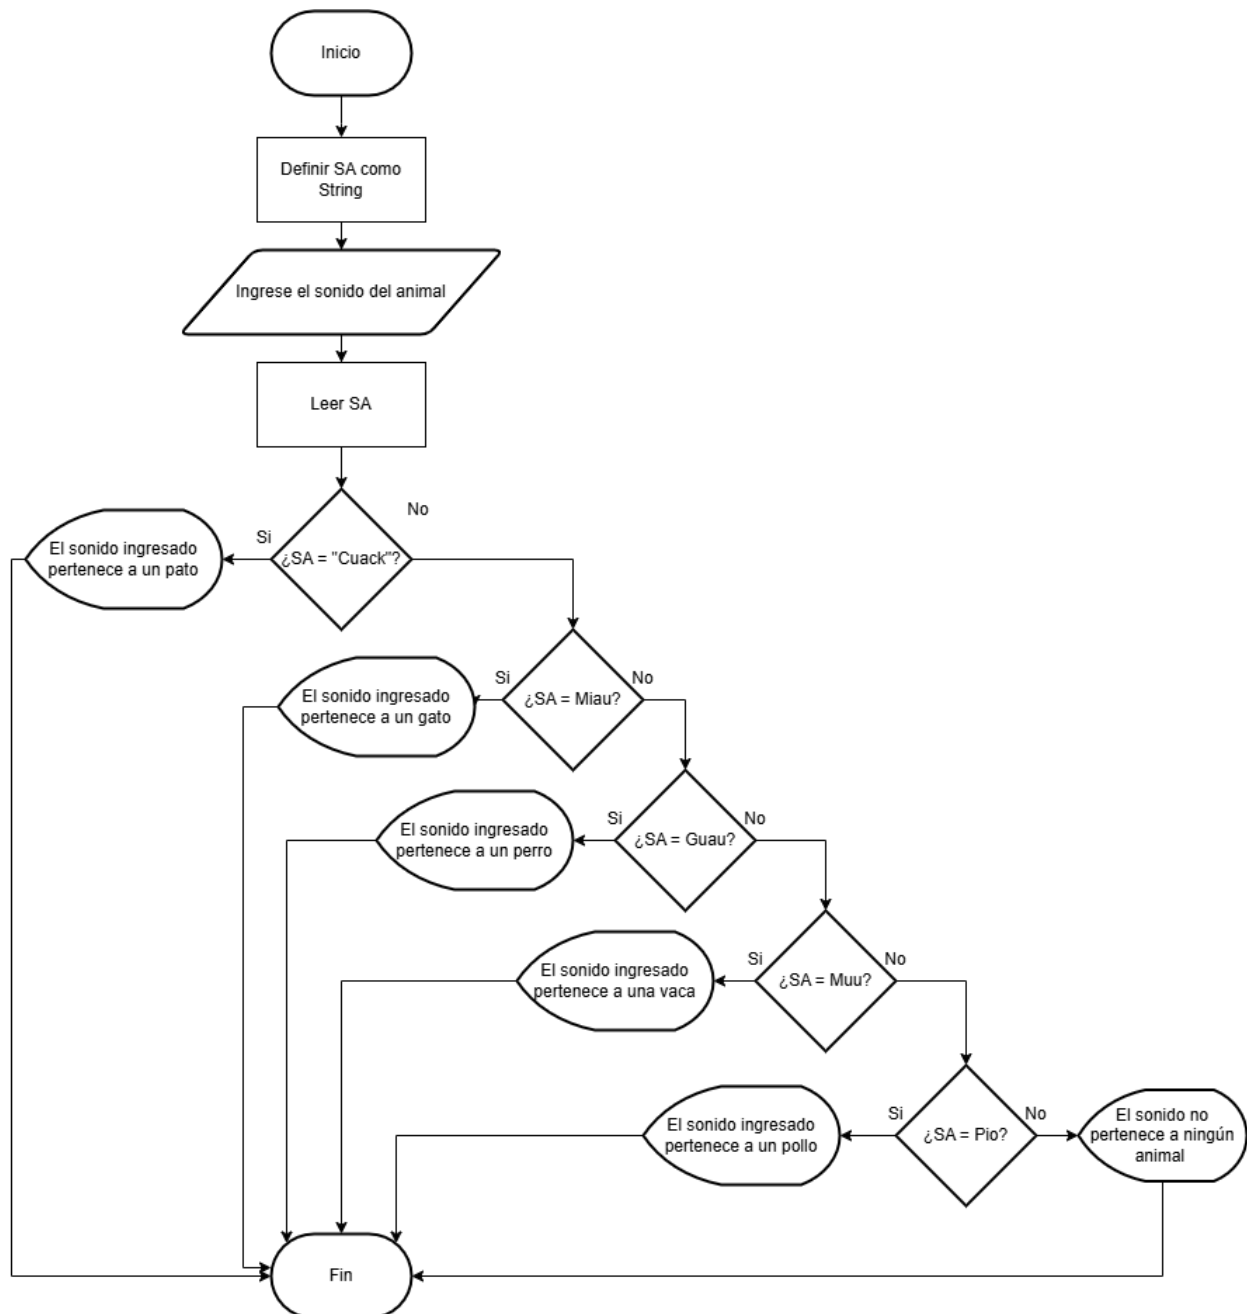 Inicio
Definir SA como
String
Ingrese el sonido del animal
Leer SA
No
Si
¿SA = "Cuack"?
El sonido ingresado
pertenece a un pato
Si
No
¿SA = Miau?
El sonido ingresado
pertenece a un gato
Si
No
¿SA = Guau?
El sonido ingresado
pertenece a un perro
Si
No
¿SA = Muu?
El sonido ingresado
pertenece a una vaca
Si
No
¿SA = Pio?
El sonido ingresado
pertenece a un pollo
El sonido no
pertenece a ningún
animal
Fin